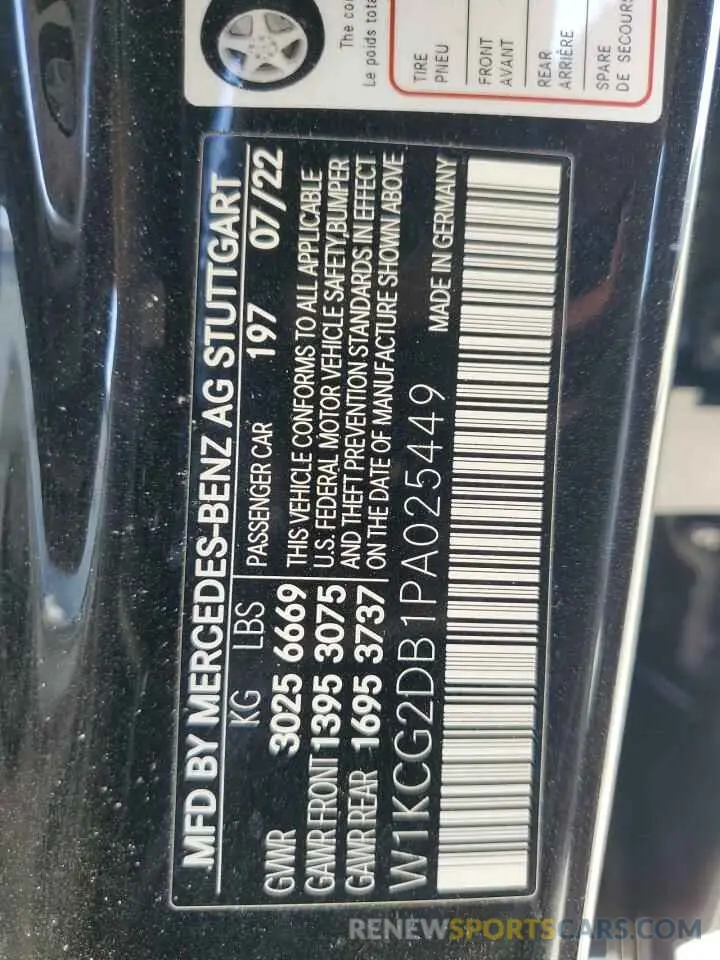 The co
Le poids tota
TIRE
PNEU
FRONT
AVANT
REAR
ARRIÈRE
SPARE
DE SECOURS
MFD BY MERCEDES-BENZ AG STUTTGART
KG LBS PASSENGER CAR 197 07/22
GWR 3025 6669 THIS VEHICLE CONFORMS TO ALL APPLICABLE
GAWR FRONT 1395 3075 U.S. FEDERAL MOTOR VEHICLE SAFETY,BUMPER
AND THEFT PREVENTION STANDARDS IN EFFECT
GAWR REAR 1695 3737 ON THE DATE OF MANUFACTURE SHOWN ABOVE
W1KCG2DB1PA025449 MADE IN GERMANY
RENEWSPORTSCARS.COM